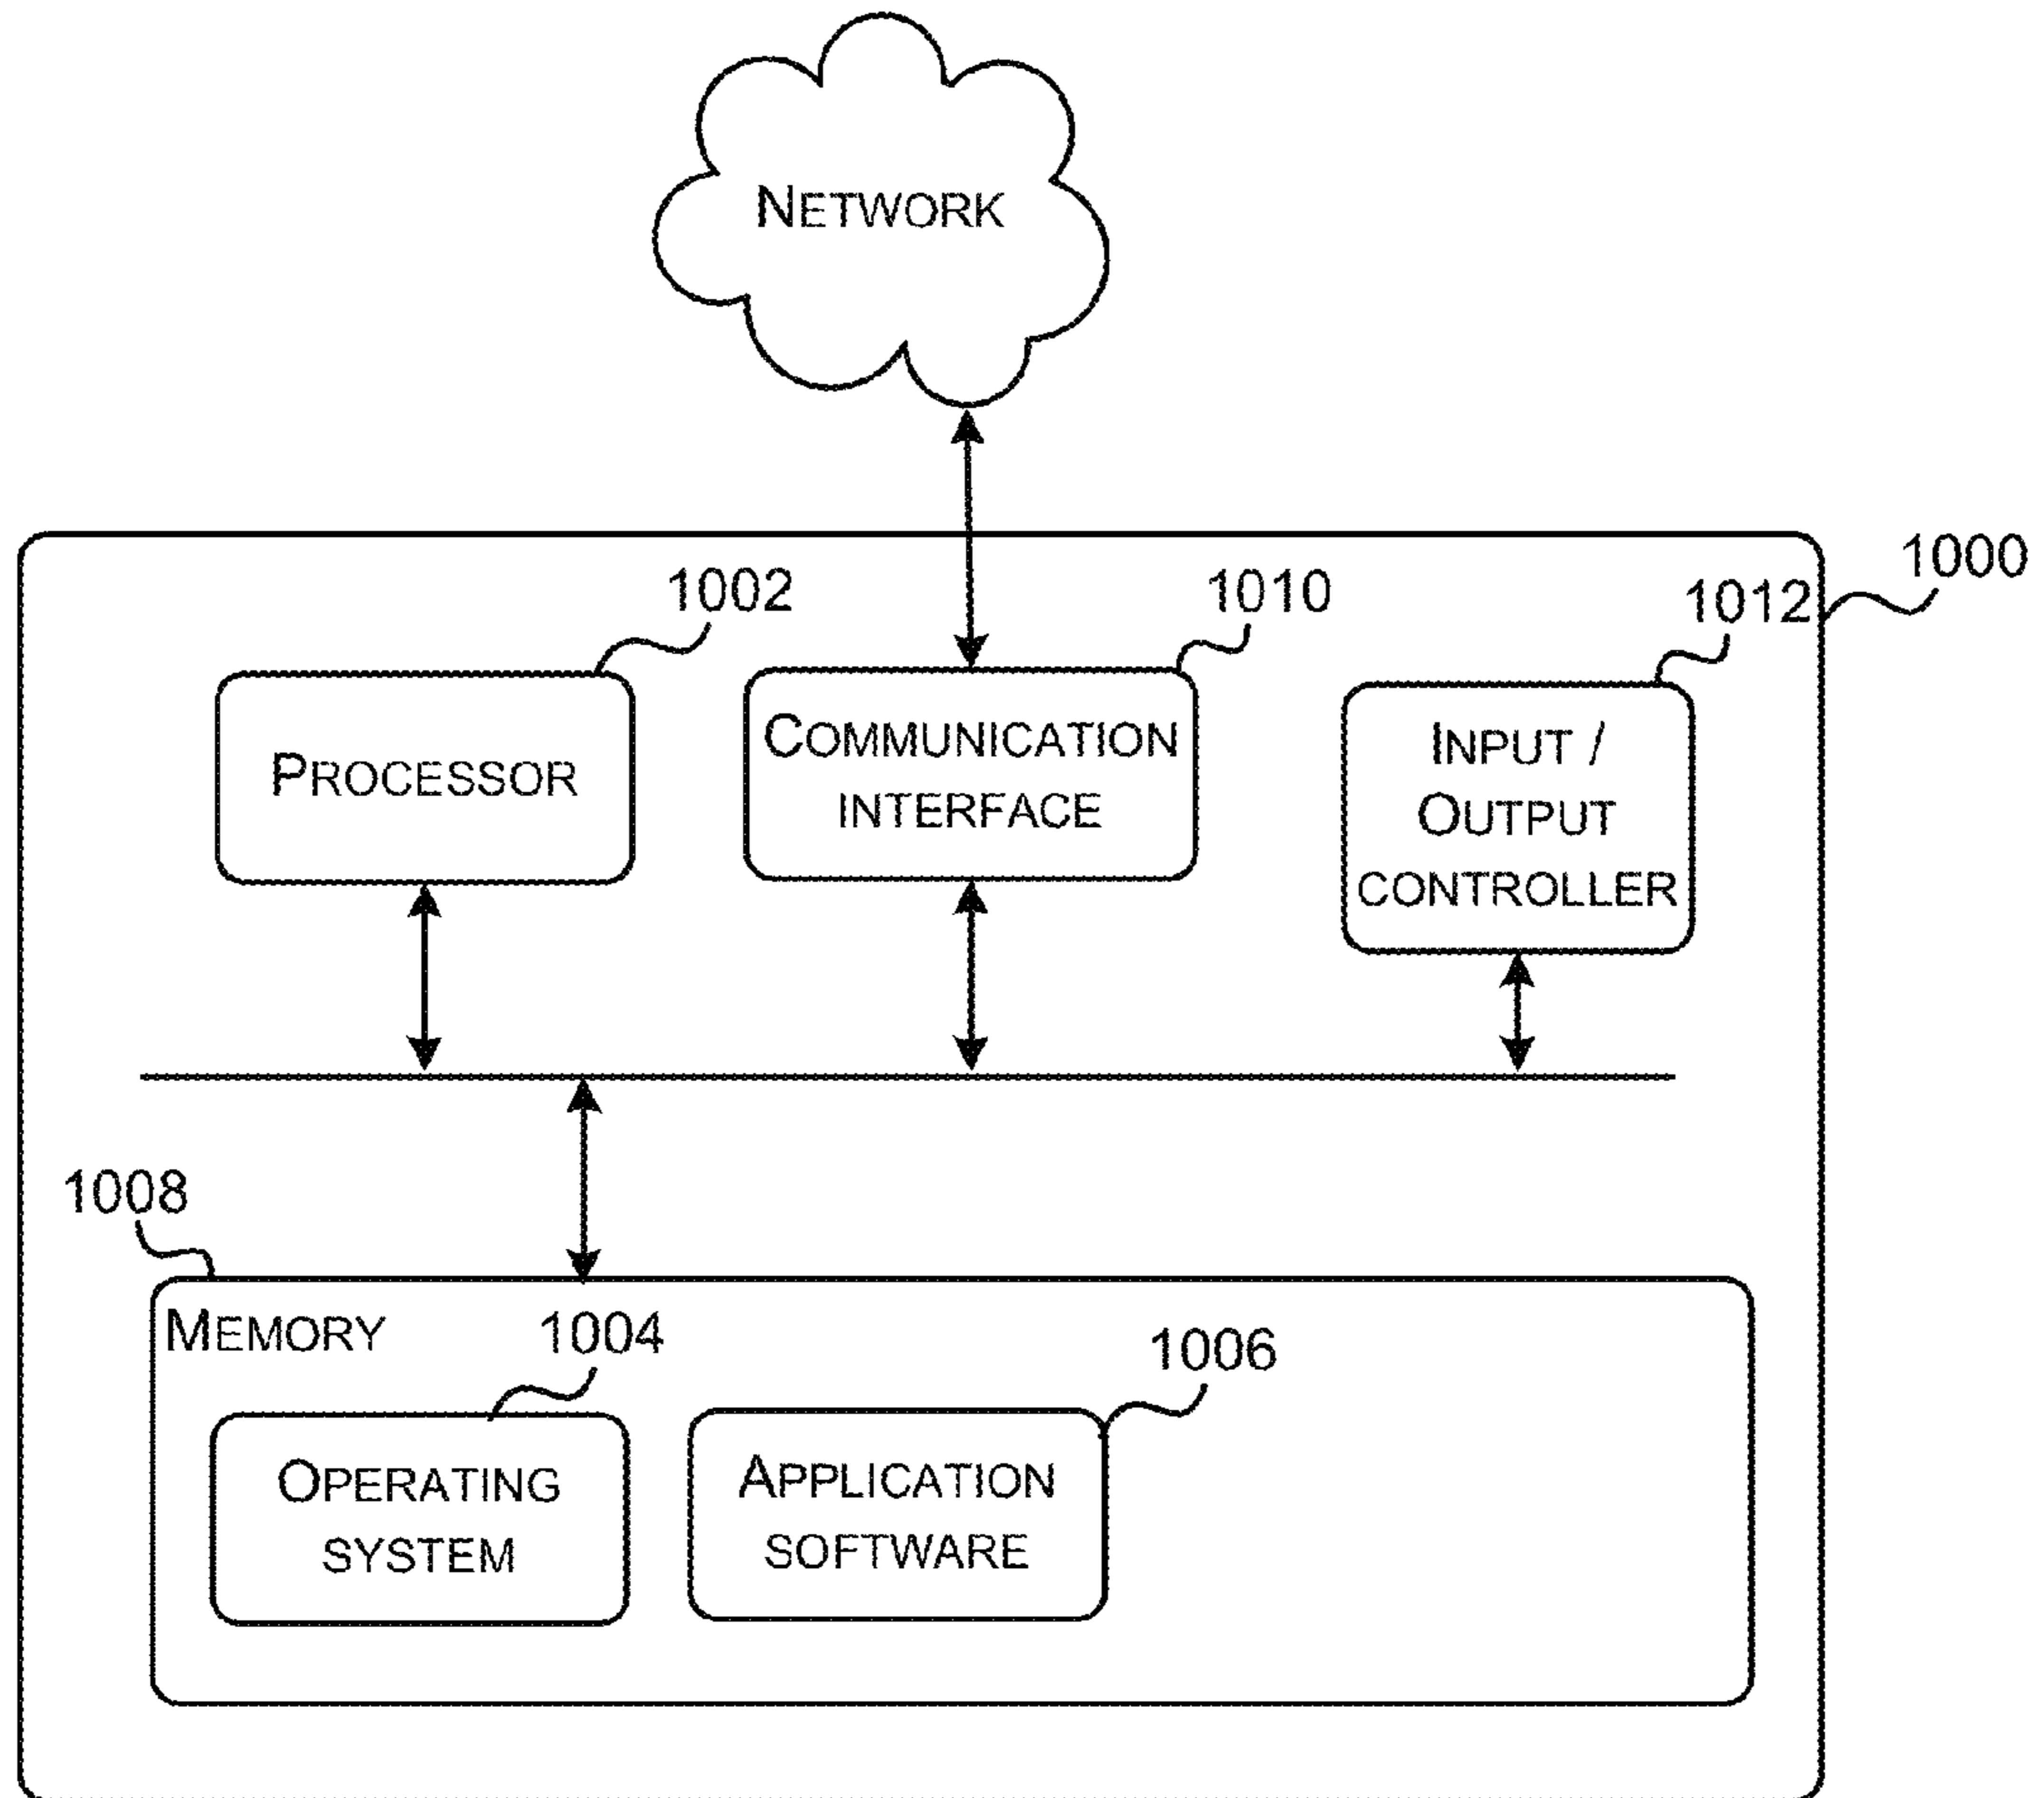 NETWORK
1000
1002
1010
1012
PROCESSOR
COMMUNICATION
INTERFACE
INPUT /
OUTPUT
CONTROLLER
1008
MEMORY
1004
1006
OPERATING
SYSTEM
APPLICATION
SOFTWARE